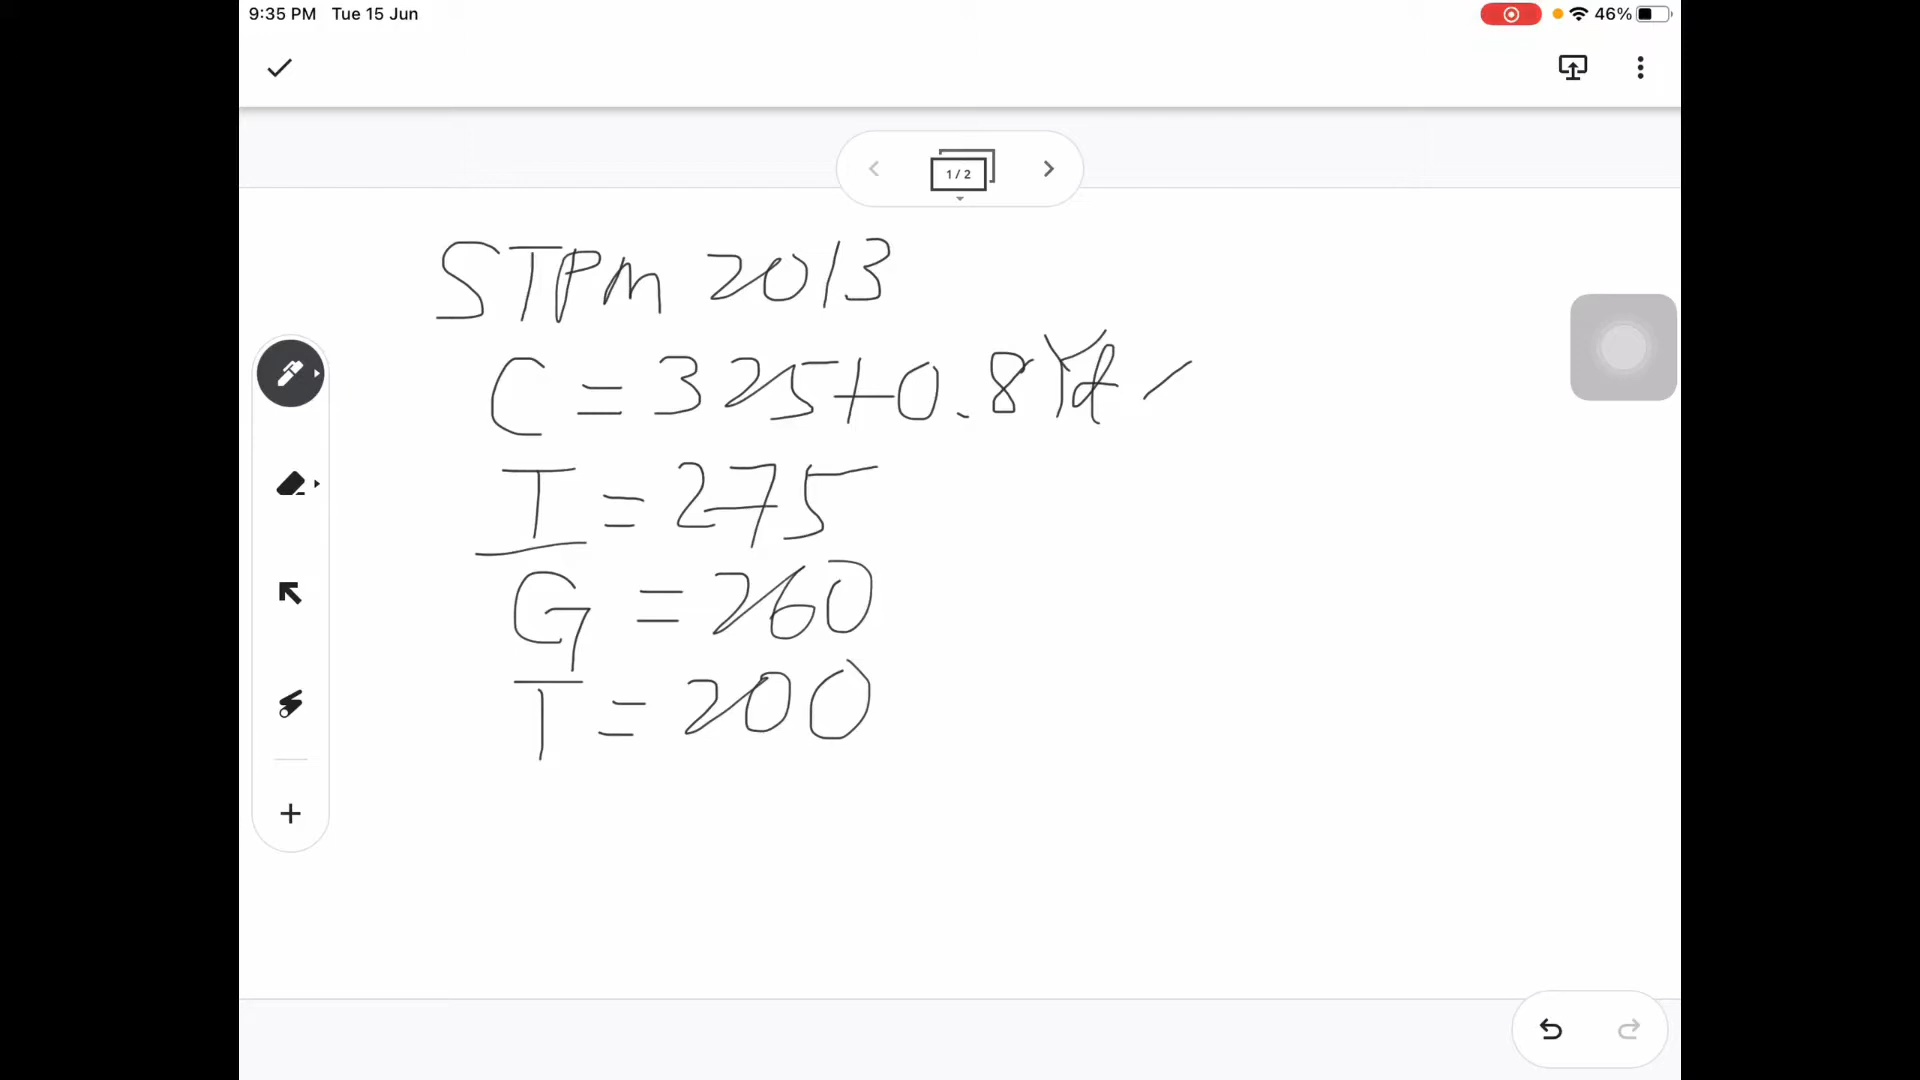 9:35 PM Tue 15 Jun
46%
1 / 2
STPM 2013
C = 325 + 0.8Yd
I = 275
G = 260
T = 200